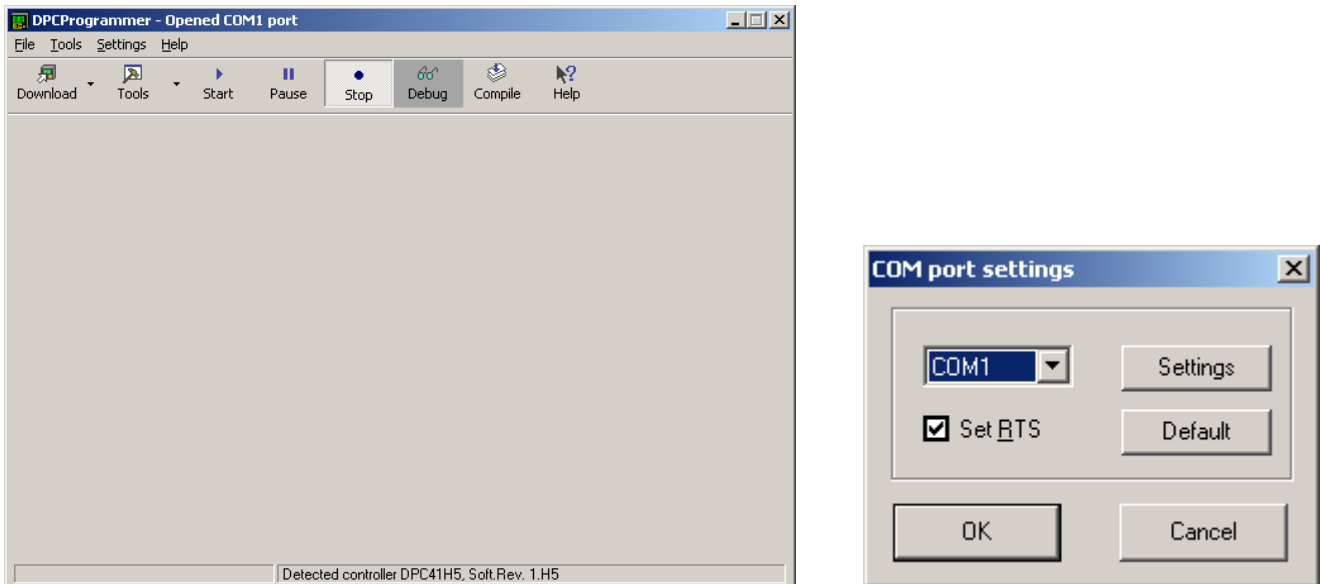 DPCProgrammer - Opened COM1 port
File Tools Settings Help
Download Tools Start Pause Stop Debug Compile Help
Detected controller DPC41H5, Soft.Rev. 1.H5
COM port settings
COM1 Settings
Set RTS Default
OK Cancel